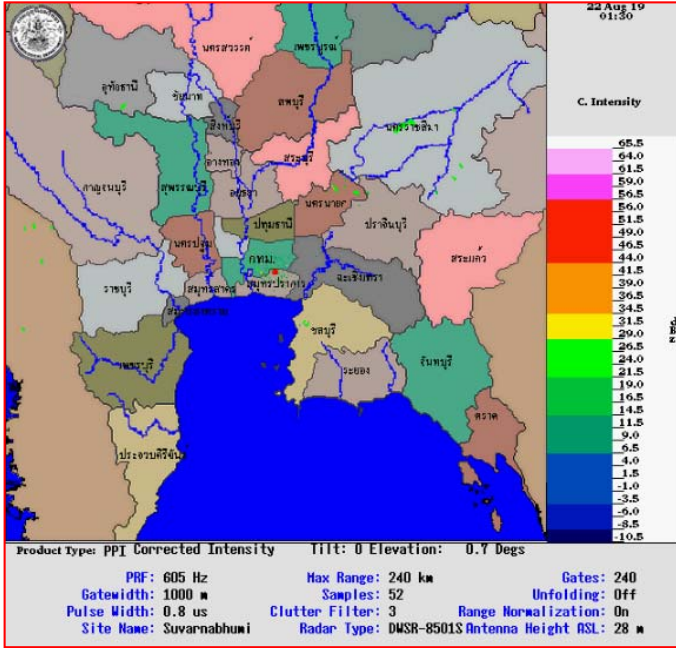 22 Aug 19
01:30
C. Intensity
นครสวรรค์
เพชรบูรณ์
อุทัยธานี
ชัยนาท
ลพบุรี
สิงห์บุรี
นครราชสีมา
อ่างทอง
สระบุรี
กาญจนบุรี
สุพรรณบุรี
อยุธยา
นครนายก
ปราจีนบุรี
ปทุมธานี
นครปฐม
กทม.
สระแก้ว
ราชบุรี
สมุทรสาคร
สมุทรปราการ
ฉะเชิงเทรา
ชลบุรี
เพชรบุรี
ระยอง
จันทบุรี
ตราด
ประจวบคีรีขันธ์
65.5
64.0
61.5
59.0
56.5
56.0
51.5
49.0
46.5
44.0
41.5
39.0
36.5
34.0
31.5
29.0
26.5
24.0
21.5
19.0
16.5
14.0
11.5
9.0
6.5
4.0
1.5
-1.0
-3.5
-6.0
-8.5
-10.5
Product Type: PPI Corrected Intensity Tilt: 0 Elevation: 0.7 Degs
PRF: 605 Hz Max Range: 240 km Gates: 240
Gatewidth: 1000 m Samples: 52 Unfolding: Off
Pulse Width: 0.8 us Clutter Filter: 3 Range Normalization: On
Site Name: Suvarnabhumi Radar Type: DWSR-8501S Antenna Height ASL: 28 m